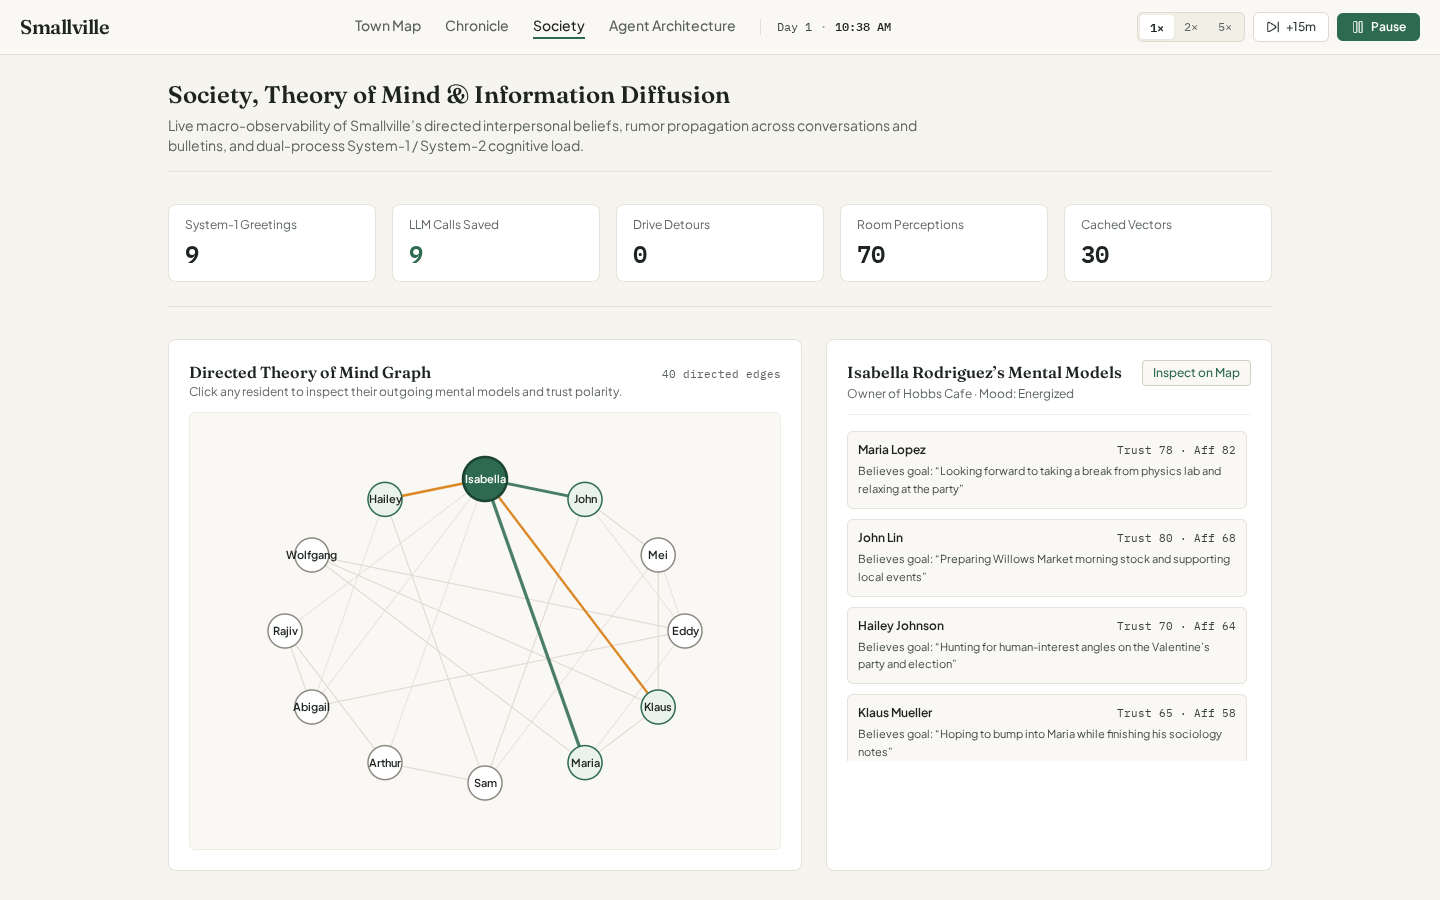 Smallville
Town Map
Chronicle
Society
Agent Architecture
Day 1 · 10:38 AM
1×
2×
5×
+15m
Pause
Society, Theory of Mind & Information Diffusion
Live macro-observability of Smallville's directed interpersonal beliefs, rumor propagation across conversations and
bulletins, and dual-process System-1 / System-2 cognitive load.
System-1 Greetings
9
LLM Calls Saved
9
Drive Detours
0
Room Perceptions
70
Cached Vectors
30
Directed Theory of Mind Graph
40 directed edges
Click any resident to inspect their outgoing mental models and trust polarity.
Isabella
Hailey
John
Wolfgang
Mei
Rajiv
Eddy
Abigail
Klaus
Arthur
Maria
Sam
Isabella Rodriguez's Mental Models
Inspect on Map
Owner of Hobbs Cafe · Mood: Energized
Maria Lopez
Trust 78 · Aff 82
Believes goal: “Looking forward to taking a break from physics lab and
relaxing at the party”
John Lin
Trust 80 · Aff 68
Believes goal: “Preparing Willows Market morning stock and supporting
local events”
Hailey Johnson
Trust 70 · Aff 64
Believes goal: “Hunting for human-interest angles on the Valentine's
party and election”
Klaus Mueller
Trust 65 · Aff 58
Believes goal: “Hoping to bump into Maria while finishing his sociology
notes”